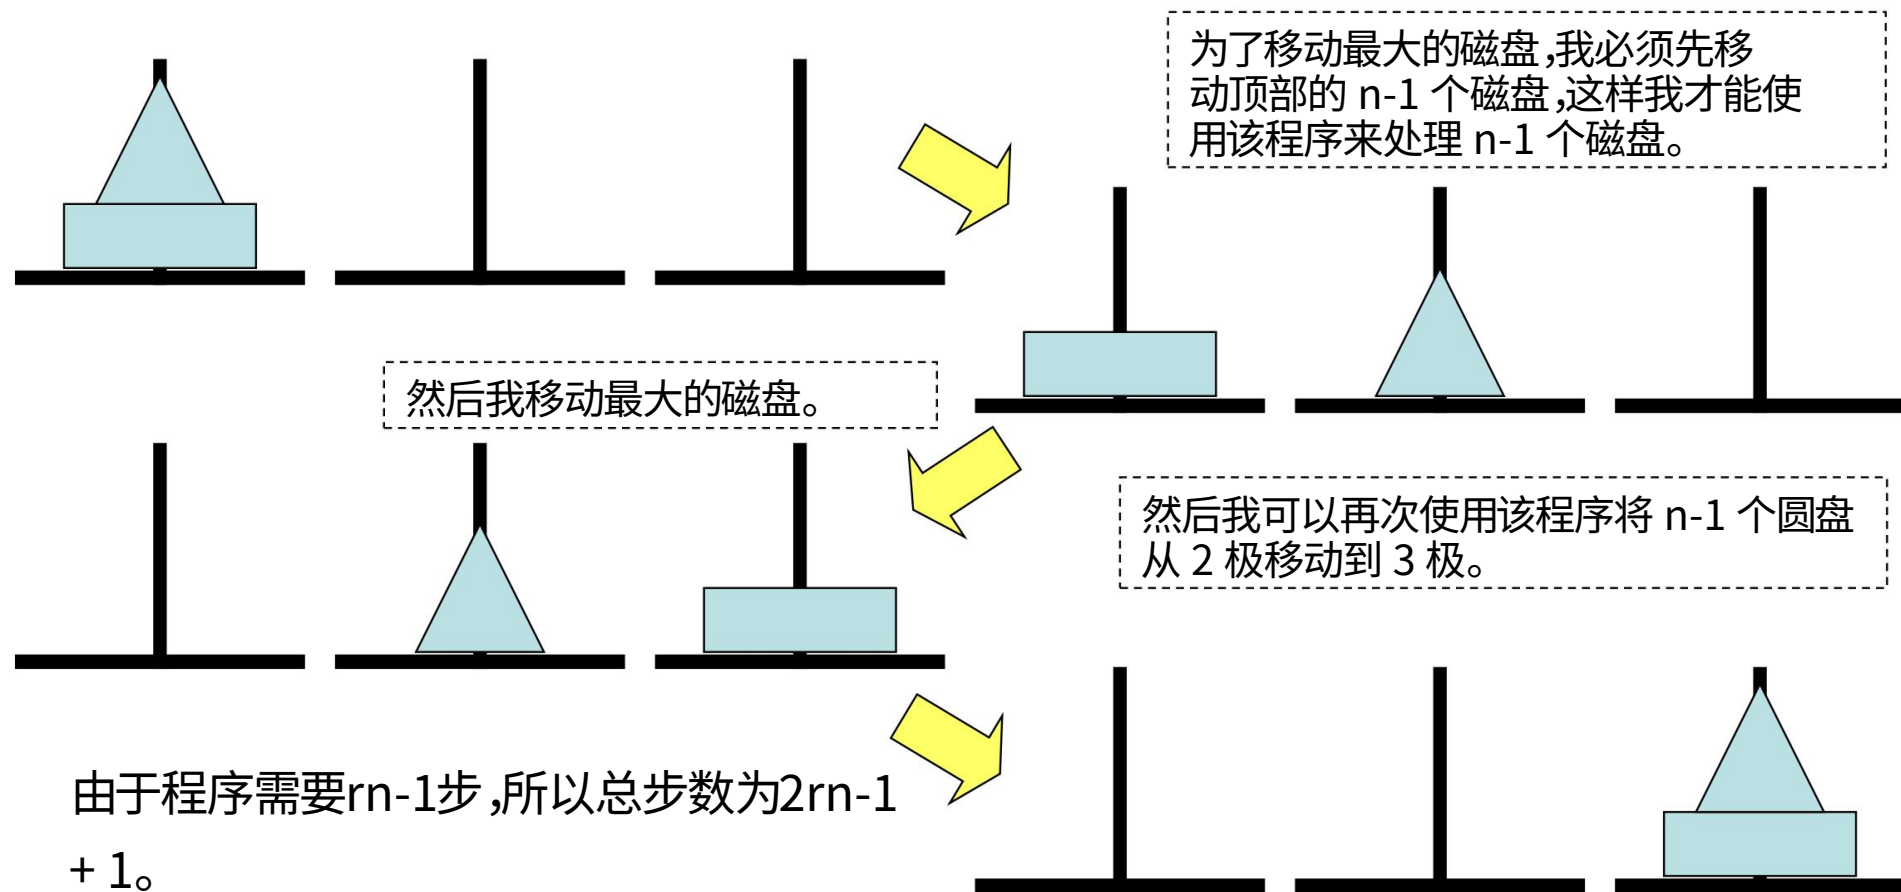 为了移动最大的磁盘,我必须先移
动顶部的 n-1 个磁盘,这样我才能使
用该程序来处理 n-1 个磁盘。
然后我移动最大的磁盘。
然后我可以再次使用该程序将 n-1 个圆盘
从 2 极移动到 3 极。
由于程序需要rn-1步,所以总步数为2rn-1
+ 1。